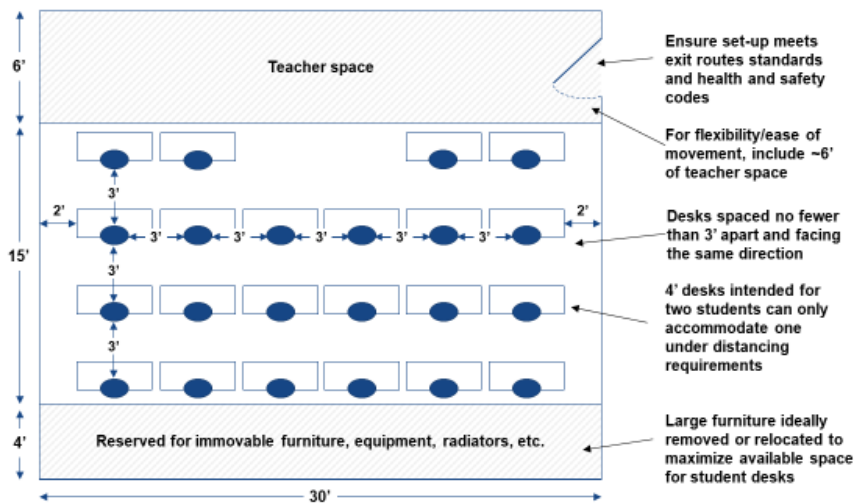 6’
Teacher space
Ensure set-up meets
exit routes standards
and health and safety
codes
For flexibility/ease of
movement, include ~6’
of teacher space
3’
2’
2’
3’
3’
3’
3’
3’
Desks spaced no fewer
than 3’ apart and facing
the same direction
15’
3’
4’ desks intended for
two students can only
accommodate one
under distancing
requirements
3’
4’
Reserved for immovable furniture, equipment, radiators, etc.
Large furniture ideally
removed or relocated to
maximize available space
for student desks
30’